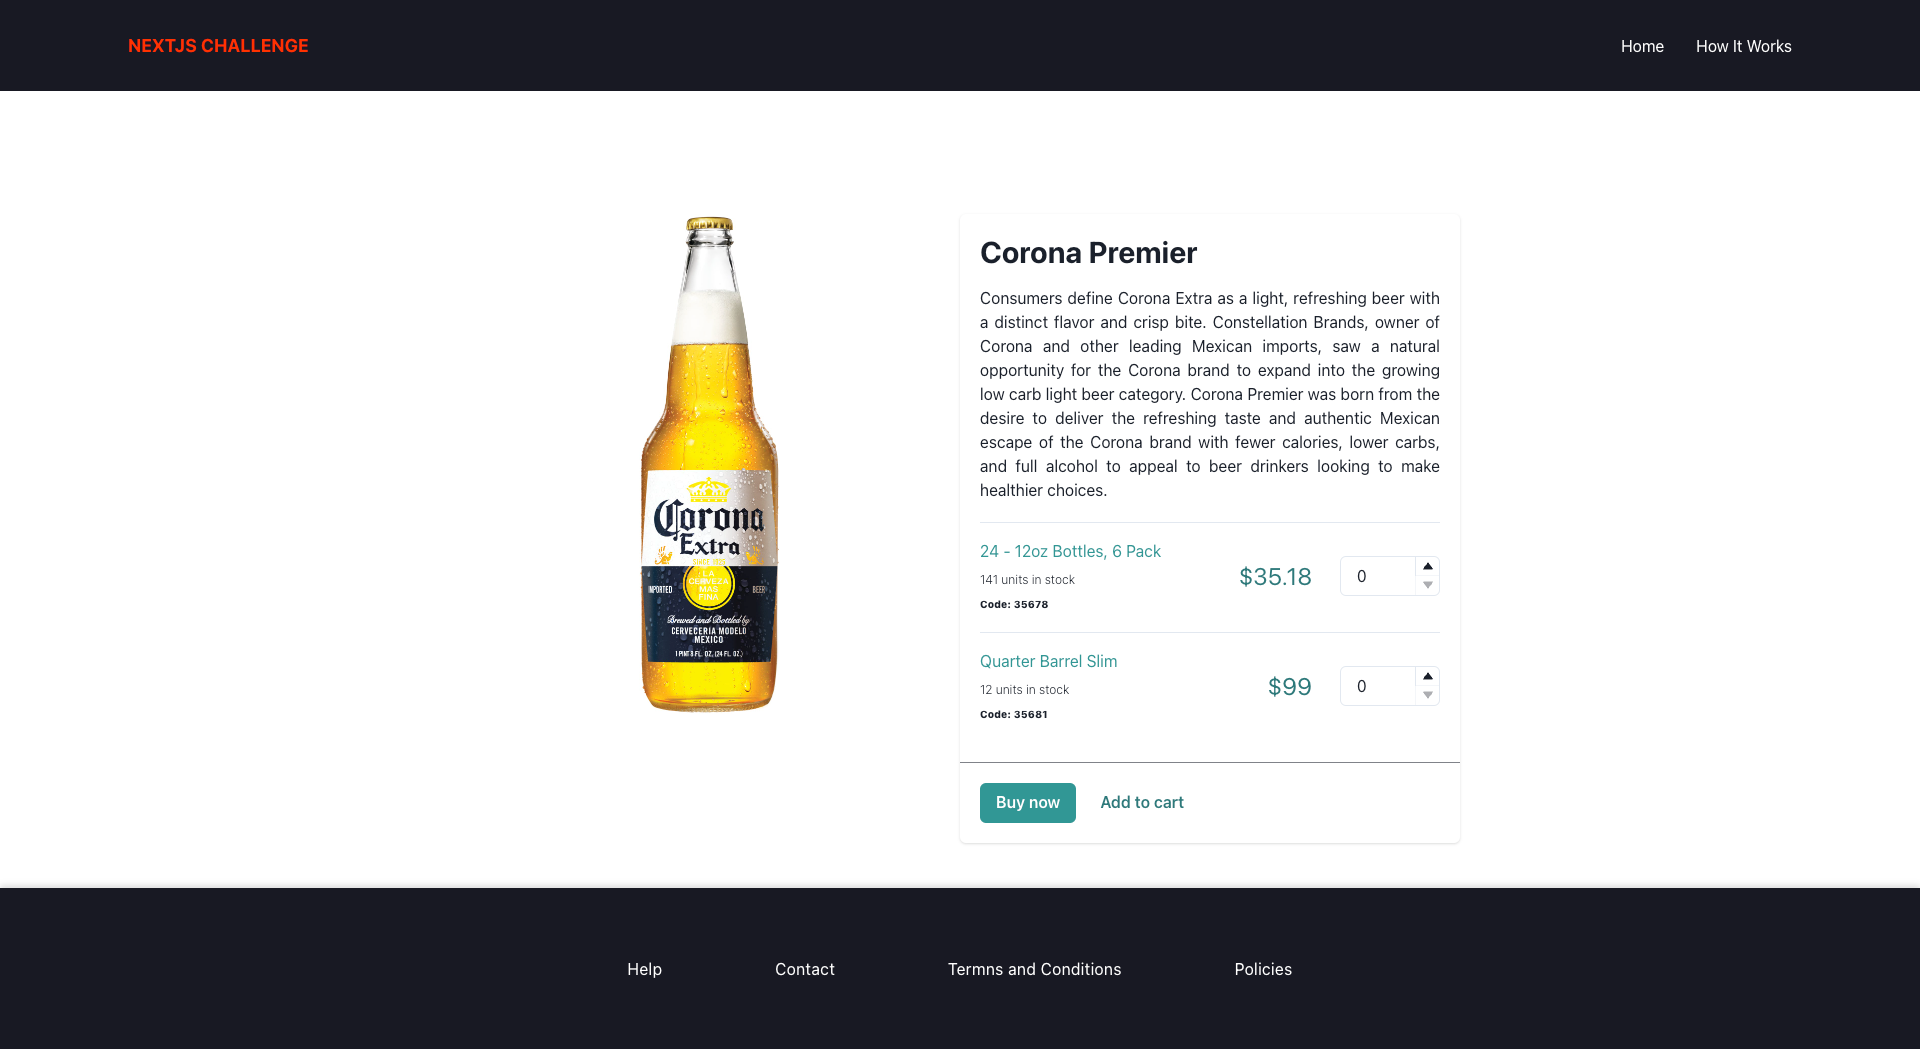 NEXTJS CHALLENGE
Home
How It Works
Corona Premier
Consumers define Corona Extra as a light, refreshing beer with
a distinct flavor and crisp bite. Constellation Brands, owner of
Corona and other leading Mexican imports, saw a natural
opportunity for the Corona brand to expand into the growing
low carb light beer category. Corona Premier was born from the
desire to deliver the refreshing taste and authentic Mexican
escape of the Corona brand with fewer calories, lower carbs,
and full alcohol to appeal to beer drinkers looking to make
healthier choices.
24 - 12oz Bottles, 6 Pack
141 units in stock
Code: 35678
$35.18
0
Quarter Barrel Slim
12 units in stock
Code: 35681
$99
0
Buy now
Add to cart
Corona
Extra
LA
CERVEZA
MAS
FINA
IMPORTED
BEER
Brewed and Bottled by
CERVECERIA MODELO
MEXICO
1 PINT 8 FL. OZ. (24 FL. OZ.)
Help
Contact
Termns and Conditions
Policies